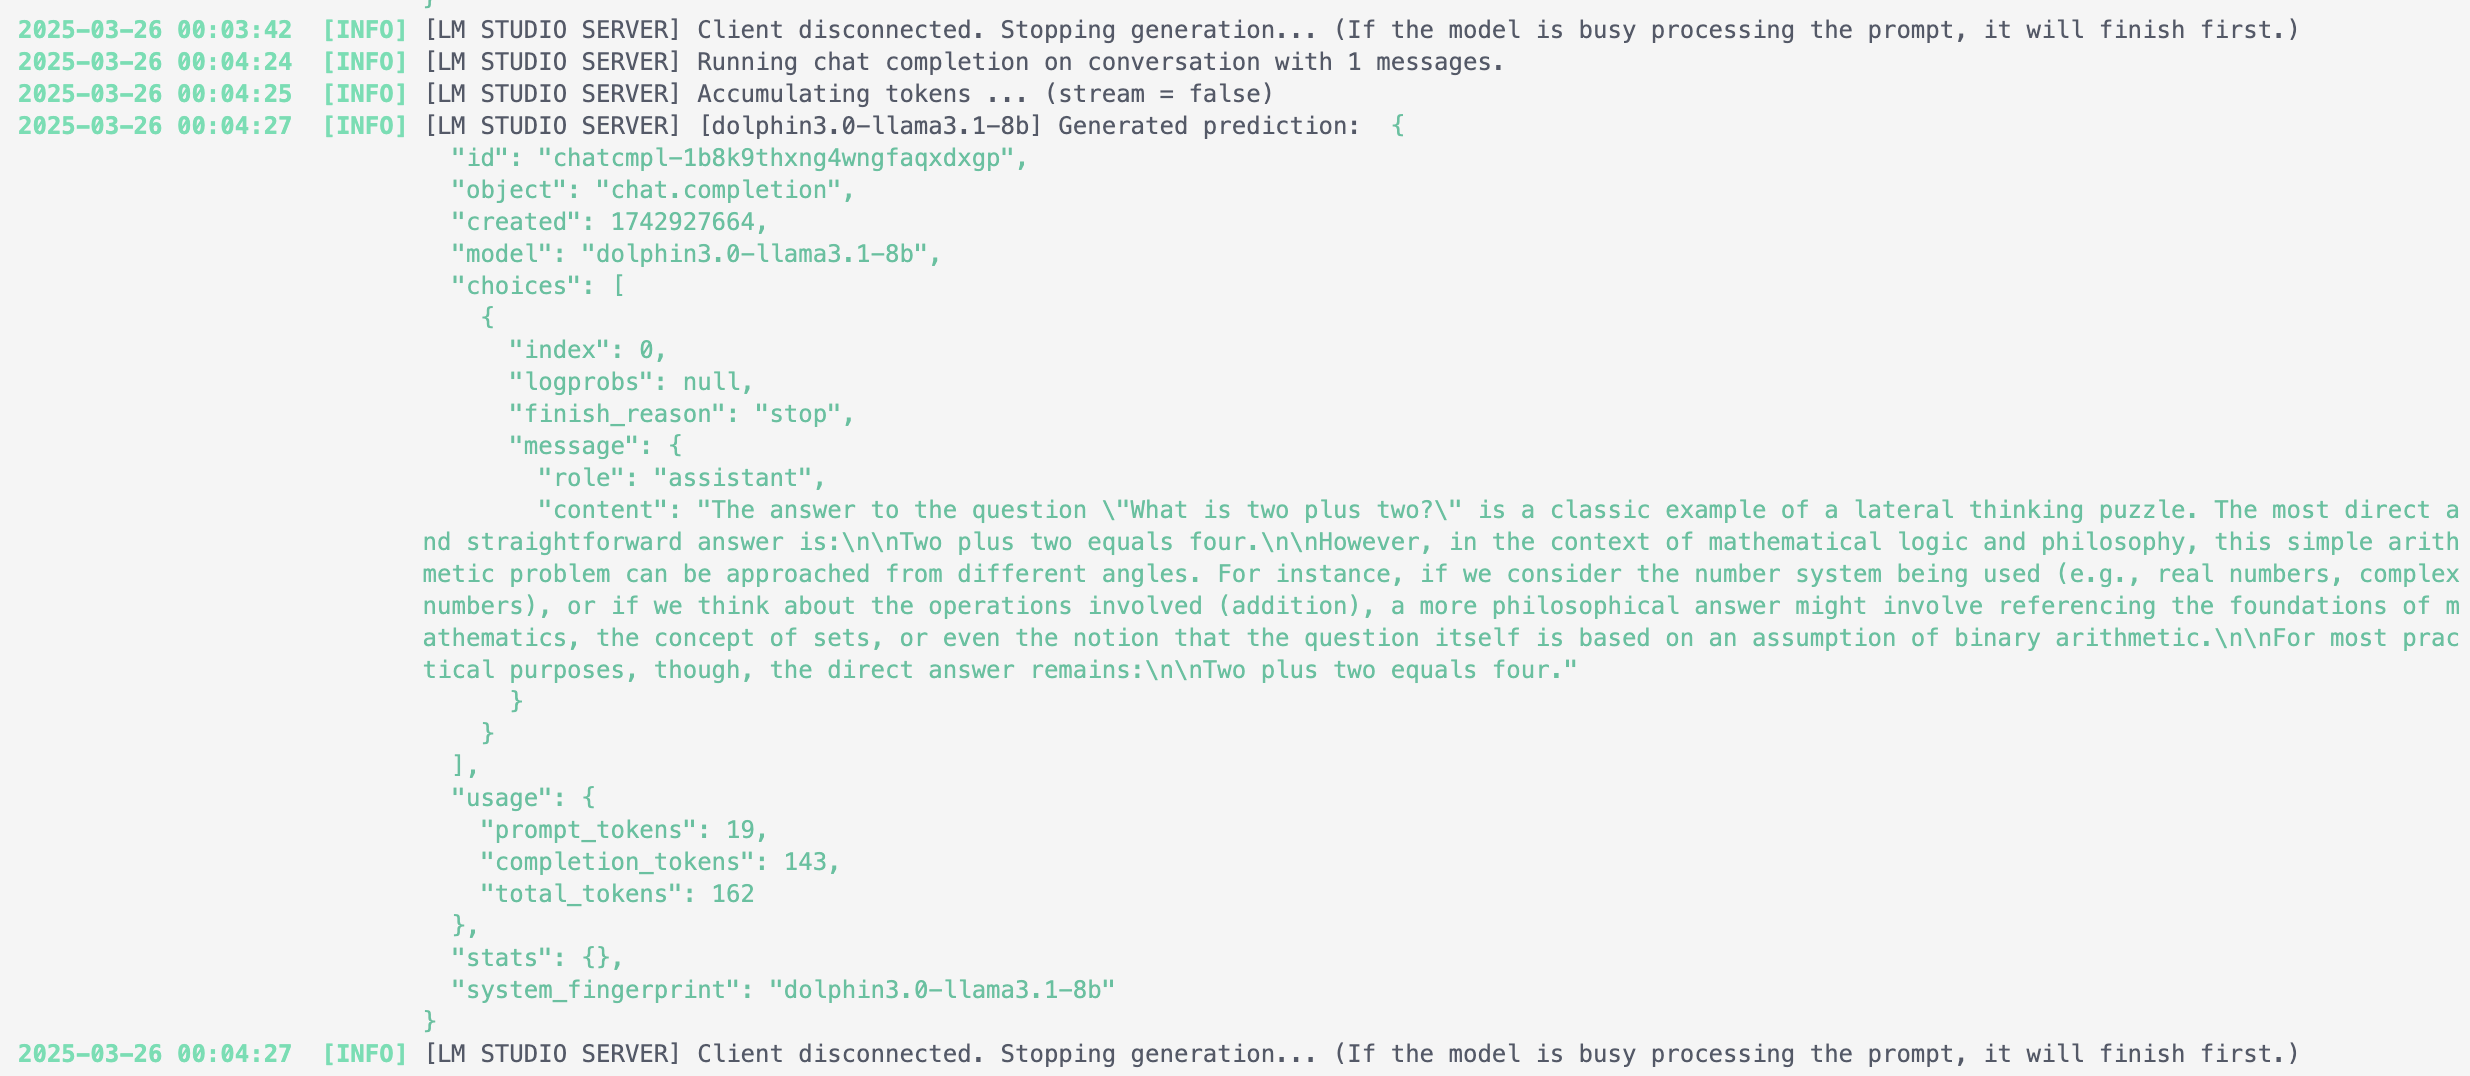 }
2025-03-26 00:03:42  [INFO] [LM STUDIO SERVER] Client disconnected. Stopping generation... (If the model is busy processing the prompt, it will finish first.)
2025-03-26 00:04:24  [INFO] [LM STUDIO SERVER] Running chat completion on conversation with 1 messages.
2025-03-26 00:04:25  [INFO] [LM STUDIO SERVER] Accumulating tokens ... (stream = false)
2025-03-26 00:04:27  [INFO] [LM STUDIO SERVER] [dolphin3.0-llama3.1-8b] Generated prediction:  {
  "id": "chatcmpl-1b8k9thxng4wngfaqxdxgp",
  "object": "chat.completion",
  "created": 1742927664,
  "model": "dolphin3.0-llama3.1-8b",
  "choices": [
    {
      "index": 0,
      "logprobs": null,
      "finish_reason": "stop",
      "message": {
        "role": "assistant",
        "content": "The answer to the question \"What is two plus two?\" is a classic example of a lateral thinking puzzle. The most direct a
nd straightforward answer is:\n\nTwo plus two equals four.\n\nHowever, in the context of mathematical logic and philosophy, this simple arith
metic problem can be approached from different angles. For instance, if we consider the number system being used (e.g., real numbers, complex
numbers), or if we think about the operations involved (addition), a more philosophical answer might involve referencing the foundations of m
athematics, the concept of sets, or even the notion that the question itself is based on an assumption of binary arithmetic.\n\nFor most prac
tical purposes, though, the direct answer remains:\n\nTwo plus two equals four."
      }
    }
  ],
  "usage": {
    "prompt_tokens": 19,
    "completion_tokens": 143,
    "total_tokens": 162
  },
  "stats": {},
  "system_fingerprint": "dolphin3.0-llama3.1-8b"
}
2025-03-26 00:04:27  [INFO] [LM STUDIO SERVER] Client disconnected. Stopping generation... (If the model is busy processing the prompt, it will finish first.)